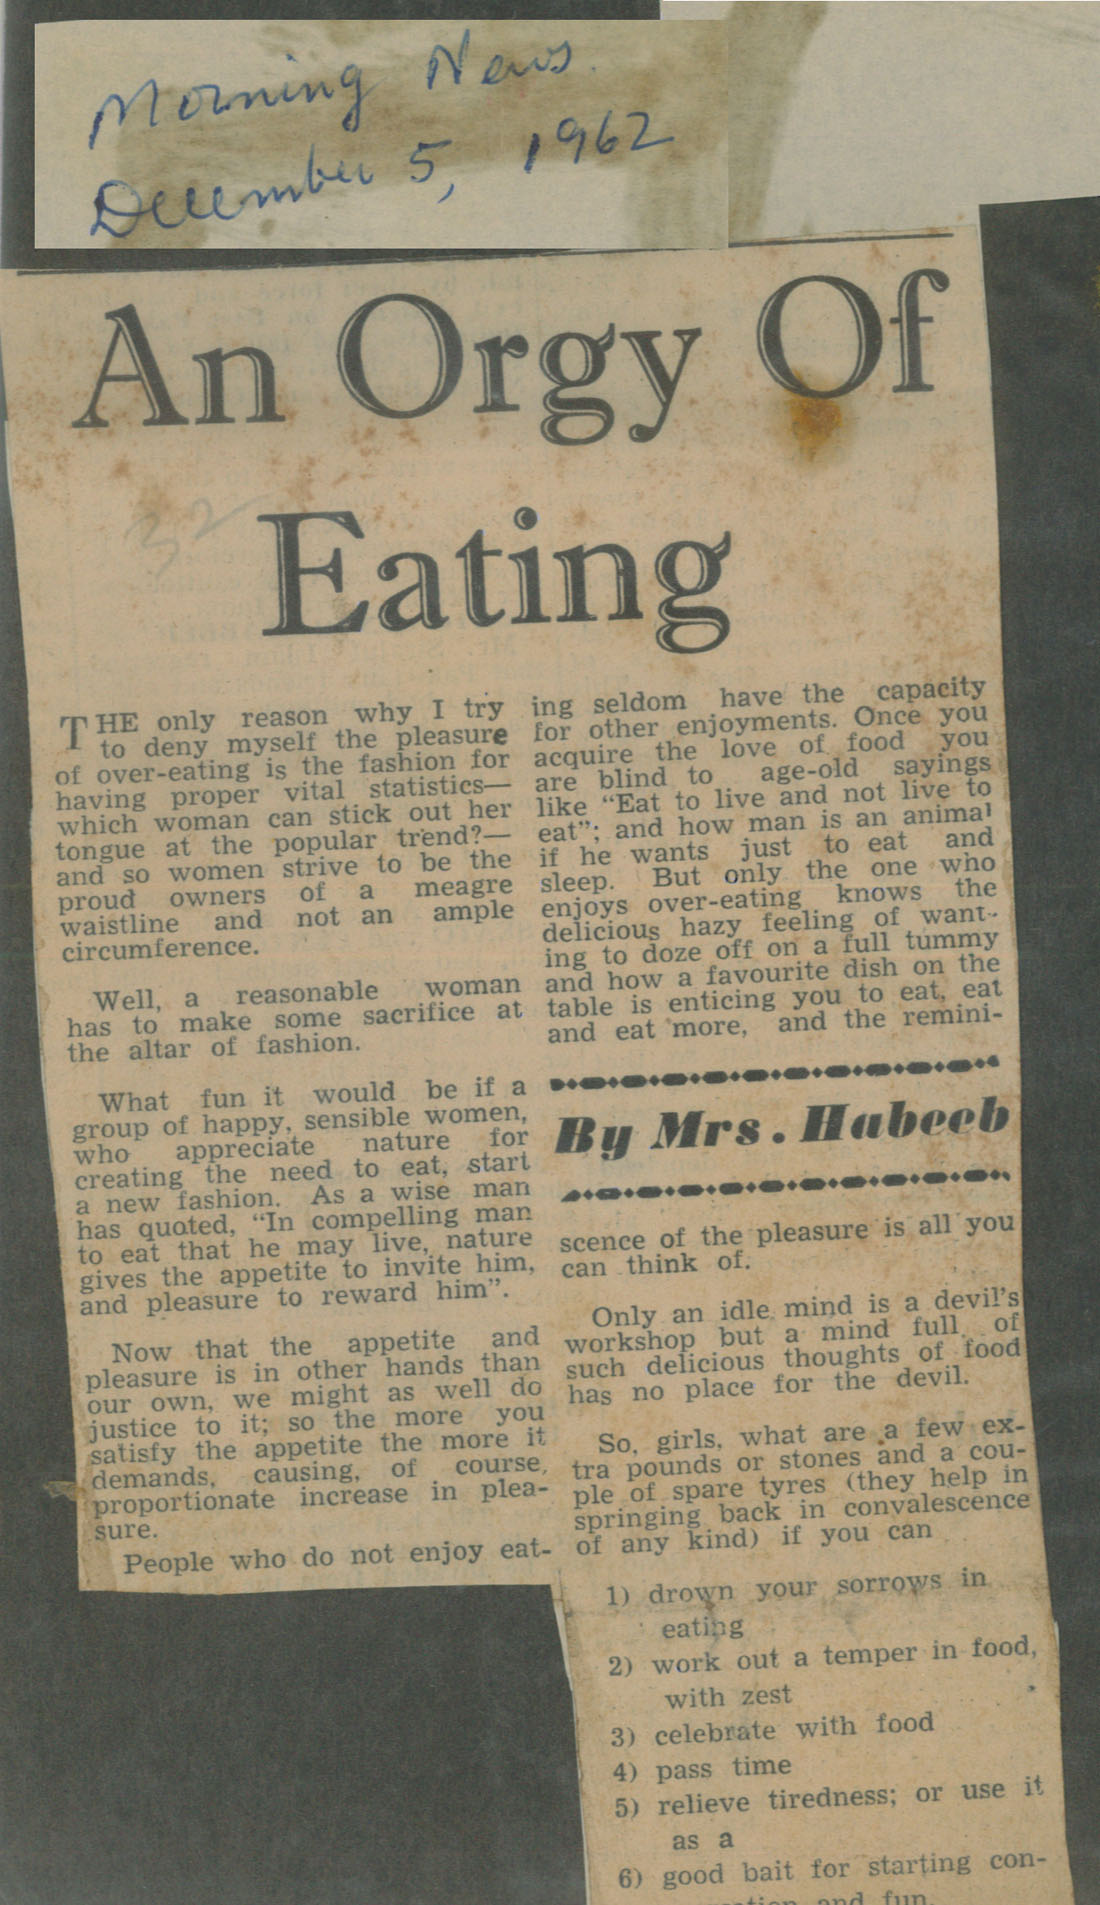 Morning News.
December 5, 1962
An Orgy Of
Eating
32
THE only reason why I try
to deny myself the pleasure
of over-eating is the fashion for
having proper vital statistics—
which woman can stick out her
tongue at the popular trend?—
and so women strive to be the
proud owners of a meagre
waistline and not an ample
circumference.
Well, a reasonable woman
has to make some sacrifice at
the altar of fashion.
What fun it would be if a
group of happy, sensible women,
who appreciate nature for
creating the need to eat, start
a new fashion. As a wise man
has quoted, “In compelling man
to eat that he may live, nature
gives the appetite to invite him,
and pleasure to reward him”.
Now that the appetite and
pleasure is in other hands than
our own, we might as well do
justice to it; so the more you
satisfy the appetite the more it
demands, causing, of course,
proportionate increase in plea-
sure.
People who do not enjoy eat-
ing seldom have the capacity
for other enjoyments. Once you
acquire the love of food you
are blind to age-old sayings
like “Eat to live and not live to
eat”; and how man is an animal
if he wants just to eat and
sleep. But only the one who
enjoys over-eating knows the
delicious hazy feeling of want-
ing to doze off on a full tummy
and how a favourite dish on the
table is enticing you to eat, eat
and eat more, and the remini-
By Mrs. Habeeb
scence of the pleasure is all you
can think of.
Only an idle mind is a devil's
workshop but a mind full of
such delicious thoughts of food
has no place for the devil.
So, girls, what are a few ex-
tra pounds or stones and a cou-
ple of spare tyres (they help in
springing back in convalescence
of any kind) if you can
1) drown your sorrows in
eating
2) work out a temper in food,
with zest
3) celebrate with food
4) pass time
5) relieve tiredness; or use it
as a
6) good bait for starting con-
and fun.